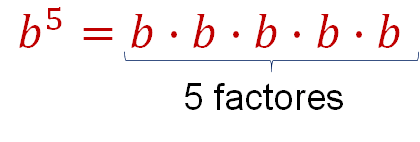 b⁵ = b · b · b · b · b
5 factores